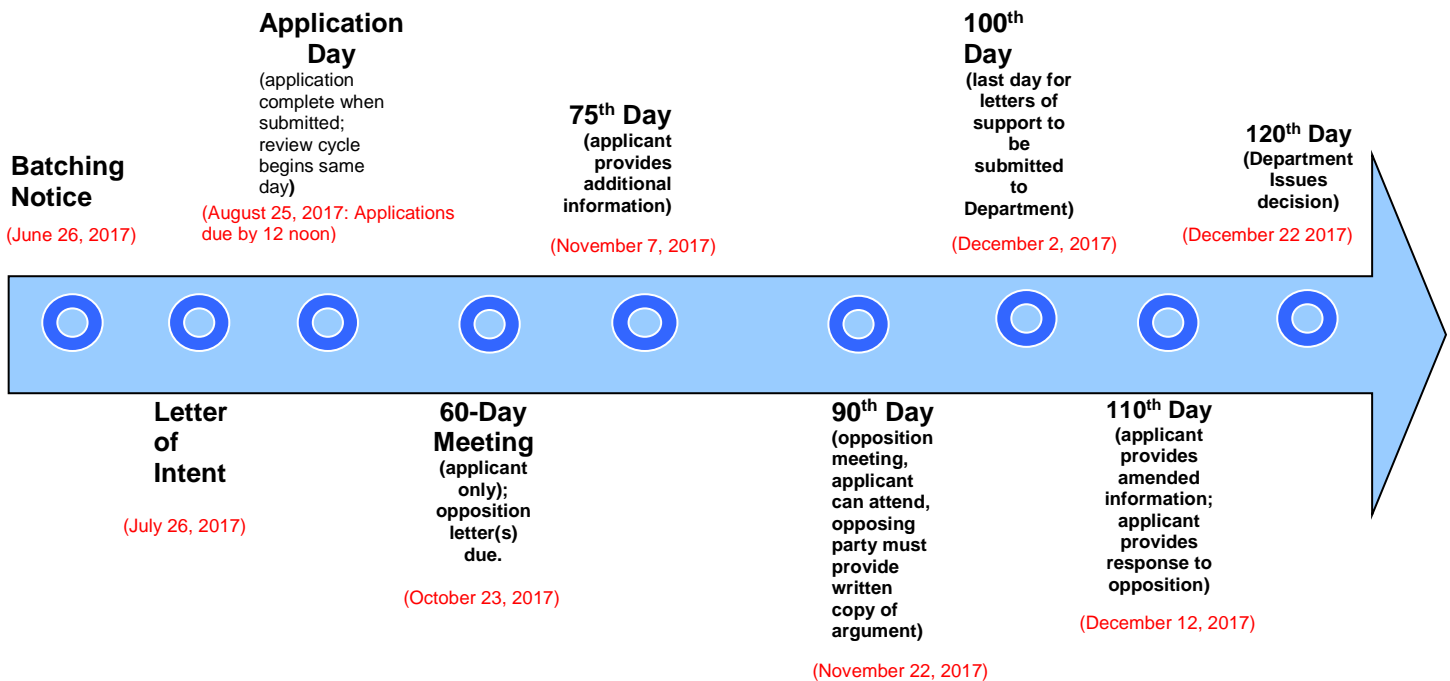 Batching
Notice
(June 26, 2017)
Application
Day
(application
complete when
submitted;
review cycle
begins same
day)
(August 25, 2017: Applications
due by 12 noon)
75th Day
(applicant
provides
additional
information)
(November 7, 2017)
100th
Day
(last day for
letters of
support to
be
submitted
to
Department)
(December 2, 2017)
120th Day
(Department
Issues
decision)
(December 22 2017)
Letter
of
Intent
(July 26, 2017)
60-Day
Meeting
(applicant
only);
opposition
letter(s)
due.
(October 23, 2017)
90th Day
(opposition
meeting,
applicant
can attend,
opposing
party must
provide
written
copy of
argument)
(November 22, 2017)
110th Day
(applicant
provides
amended
information;
applicant
provides
response to
opposition)
(December 12, 2017)